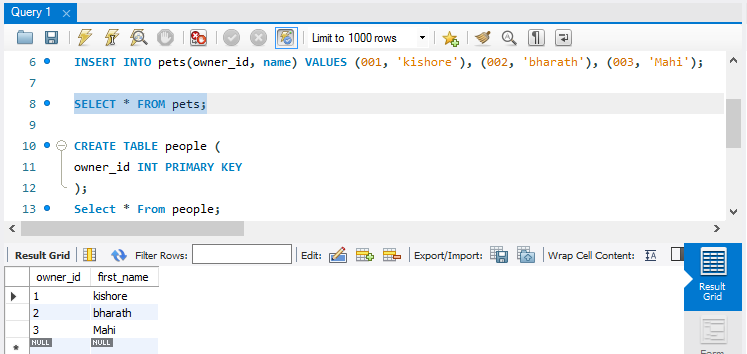 Query 1
Limit to 1000 rows
6 INSERT INTO pets(owner_id, name) VALUES (001, 'kishore'), (002, 'bharath'), (003, 'Mahi');
7
8 SELECT * FROM pets;
9
10 CREATE TABLE people (
11 owner_id INT PRIMARY KEY
12 );
13 Select * From people;
Result Grid Filter Rows: Edit: Export/Import: Wrap Cell Content: IA
owner_id first_name
1 kishore
2 bharath
3 Mahi
NULL NULL
Result
Grid